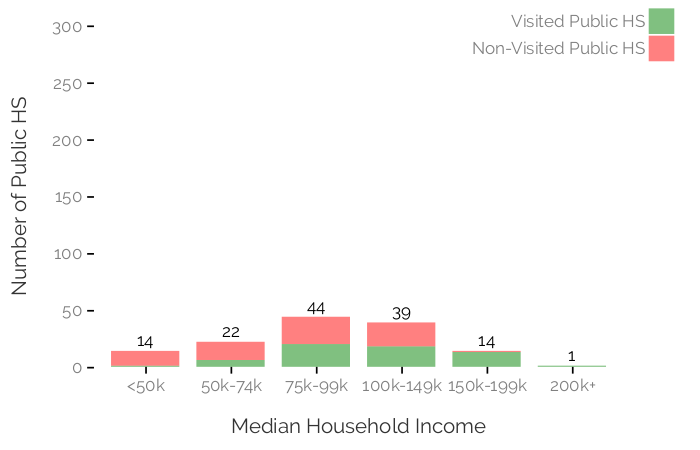 Visited Public HS
Non-Visited Public HS
Number of Public HS
300
250
200
150
100
50
0
14
22
44
39
14
1
<50k
50k-74k
75k-99k
100k-149k
150k-199k
200k+
Median Household Income